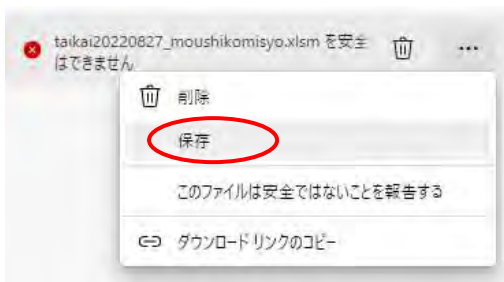 taikai20220827_moushikomisyo.xlsm を安全
はできません
削除
保存
このファイルは安全ではないことを報告する
ダウンロード リンクのコピー